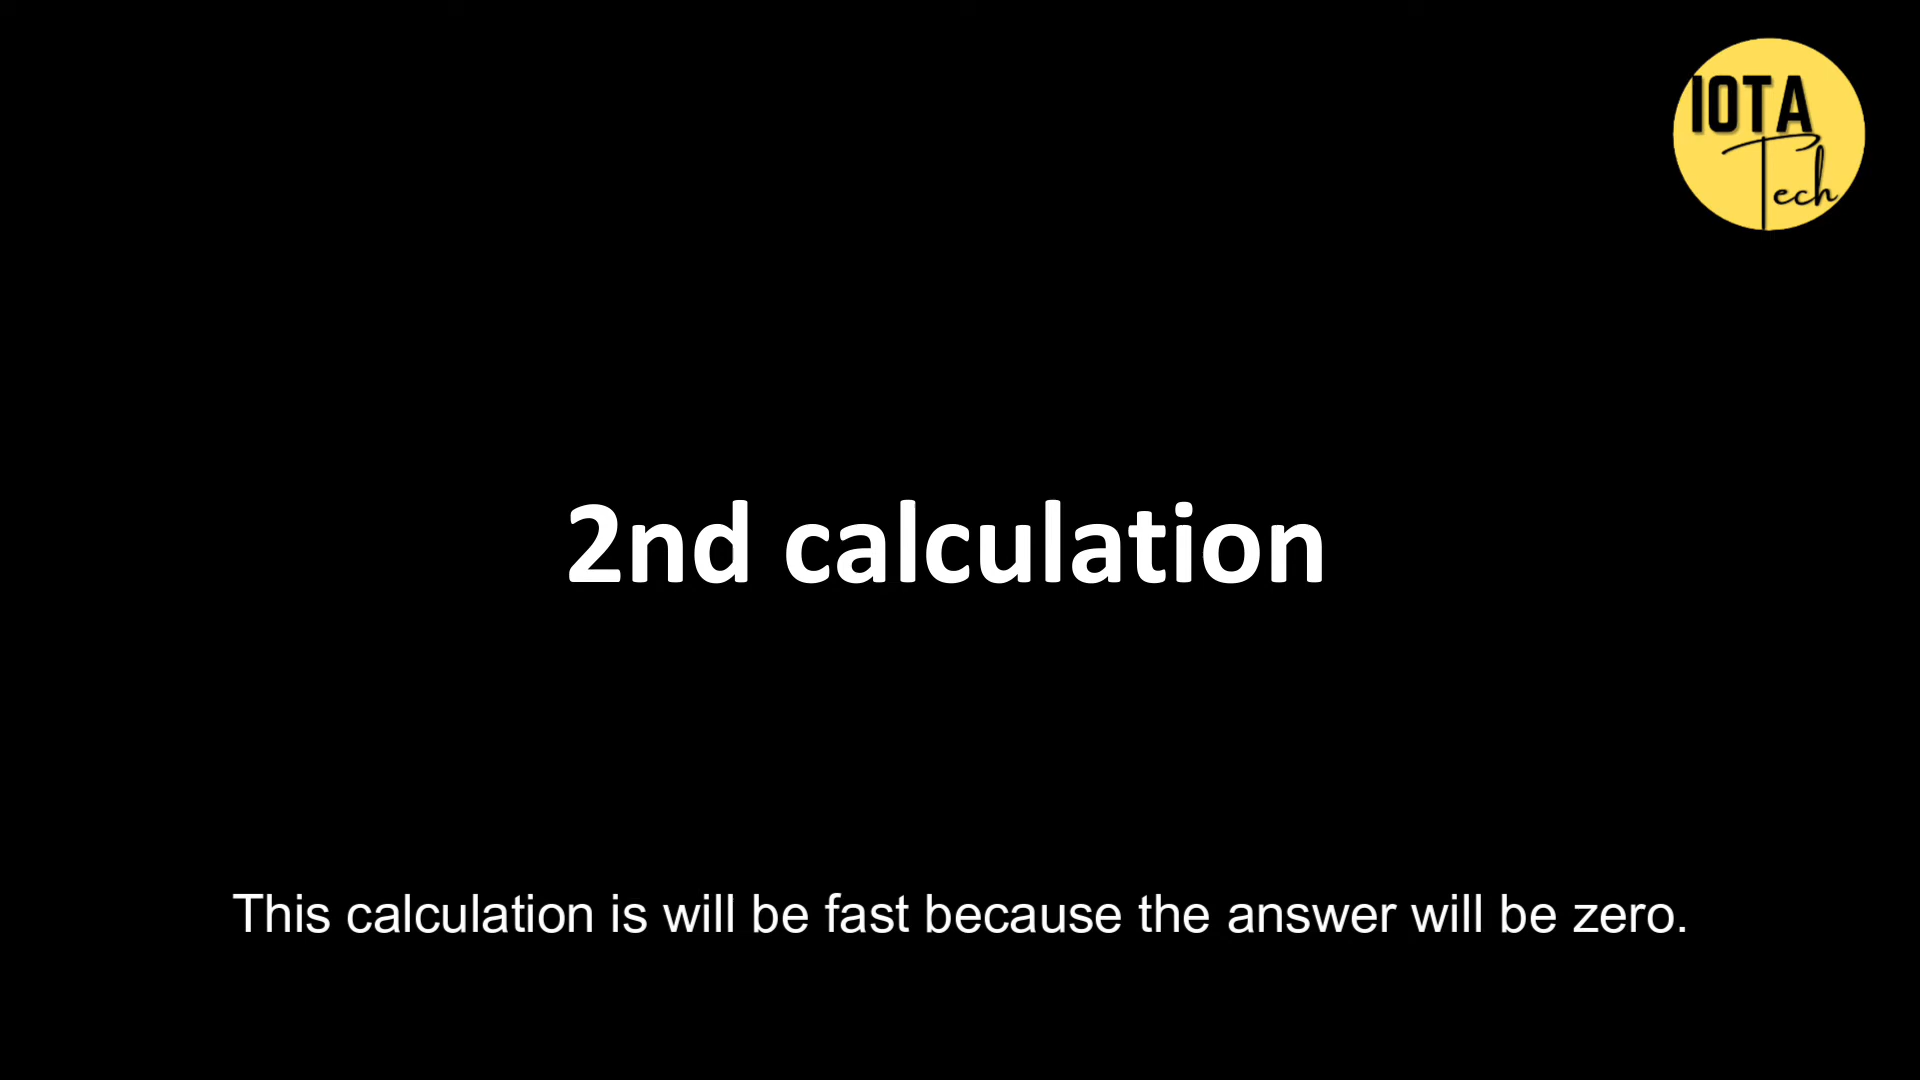 IOTA
Tech
2nd calculation
This calculation is will be fast because the answer will be zero.